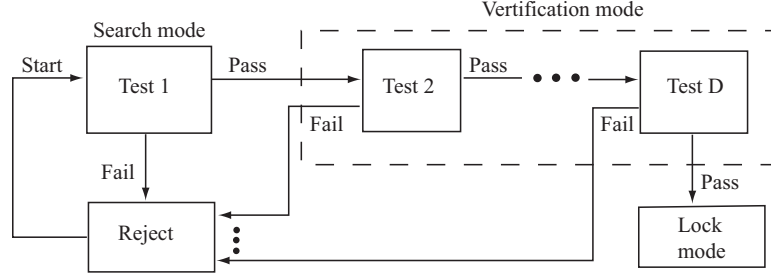 Vertification mode
Search mode
Start
Test 1
Pass
Test 2
Pass
Test D
Fail
Fail
Fail
Pass
Reject
Lock
mode